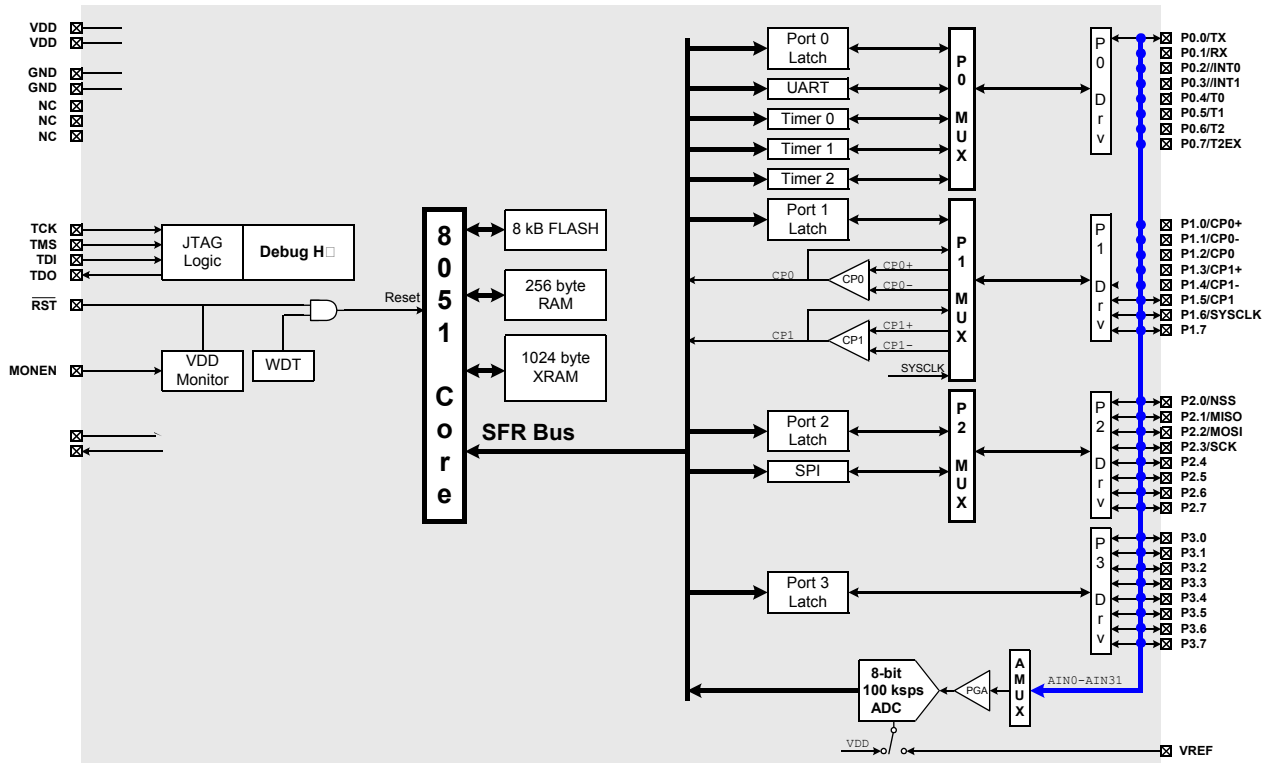 VDD
VDD
GND
GND
NC
NC
NC
TCK
TMS
TDI
TDO
RST
MONEN
JTAG
Logic
Debug H□
VDD
Monitor
WDT
Reset
8
0
5
1
C
o
r
e
8 kB FLASH
256 byte
RAM
1024 byte
XRAM
SFR Bus
Port 0
Latch
UART
Timer 0
Timer 1
Timer 2
Port 1
Latch
CP0
CP0
CP0+
CP0-
CP1
CP1
CP1+
CP1-
SYSCLK
Port 2
Latch
SPI
Port 3
Latch
P
0
M
U
X
P
1
M
U
X
P
2
M
U
X
P
0
D
r
v
P
1
D
r
v
P
2
D
r
v
P
3
D
r
v
P0.0/TX
P0.1/RX
P0.2//INT0
P0.3//INT1
P0.4/T0
P0.5/T1
P0.6/T2
P0.7/T2EX
P1.0/CP0+
P1.1/CP0-
P1.2/CP0
P1.3/CP1+
P1.4/CP1-
P1.5/CP1
P1.6/SYSCLK
P1.7
P2.0/NSS
P2.1/MISO
P2.2/MOSI
P2.3/SCK
P2.4
P2.5
P2.6
P2.7
P3.0
P3.1
P3.2
P3.3
P3.4
P3.5
P3.6
P3.7
8-bit
100 ksps
ADC
PGA
A
M
U
X
AIN0-AIN31
VDD
VREF